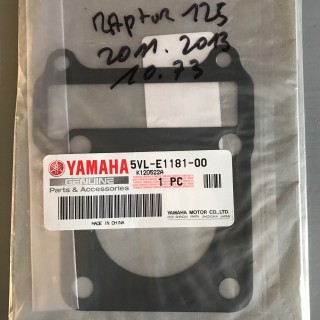 RAPTOR 125
2011.2013
10.73
YAMAHA 5VL-E1181-00
GENUINE K120622A
Parts & Accessories
1 PC
MADE IN CHINA
YAMAHA MOTOR CO.,LTD.